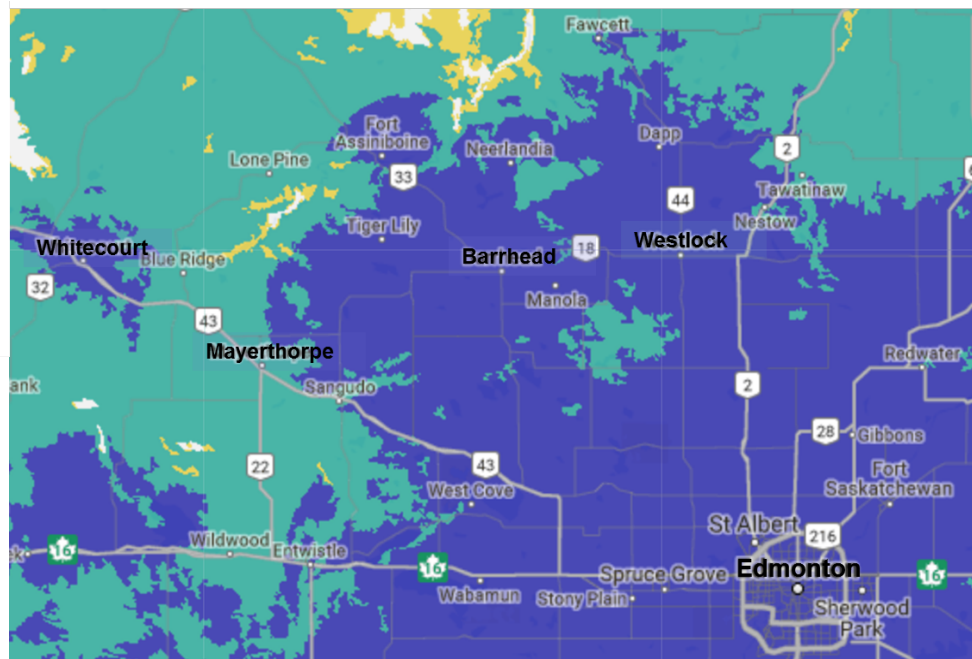 Fawcett
Fort
Assiniboine
Neerlandia
Dapp
2
Lone Pine
33
6
Tawatinaw
44
Nestow
Tiger Lily
Whitecourt
Blue Ridge
Barrhead
18
Westlock
32
Manola
43
Mayerthorpe
Redwater
ank
Sangudo
2
28
Gibbons
22
43
Fort
Saskatchewan
West Cove
St Albert
216
16
Wildwood
Entwistle
16
Wabamun
Stony Plain
Spruce Grove
Edmonton
16
Sherwood
Park